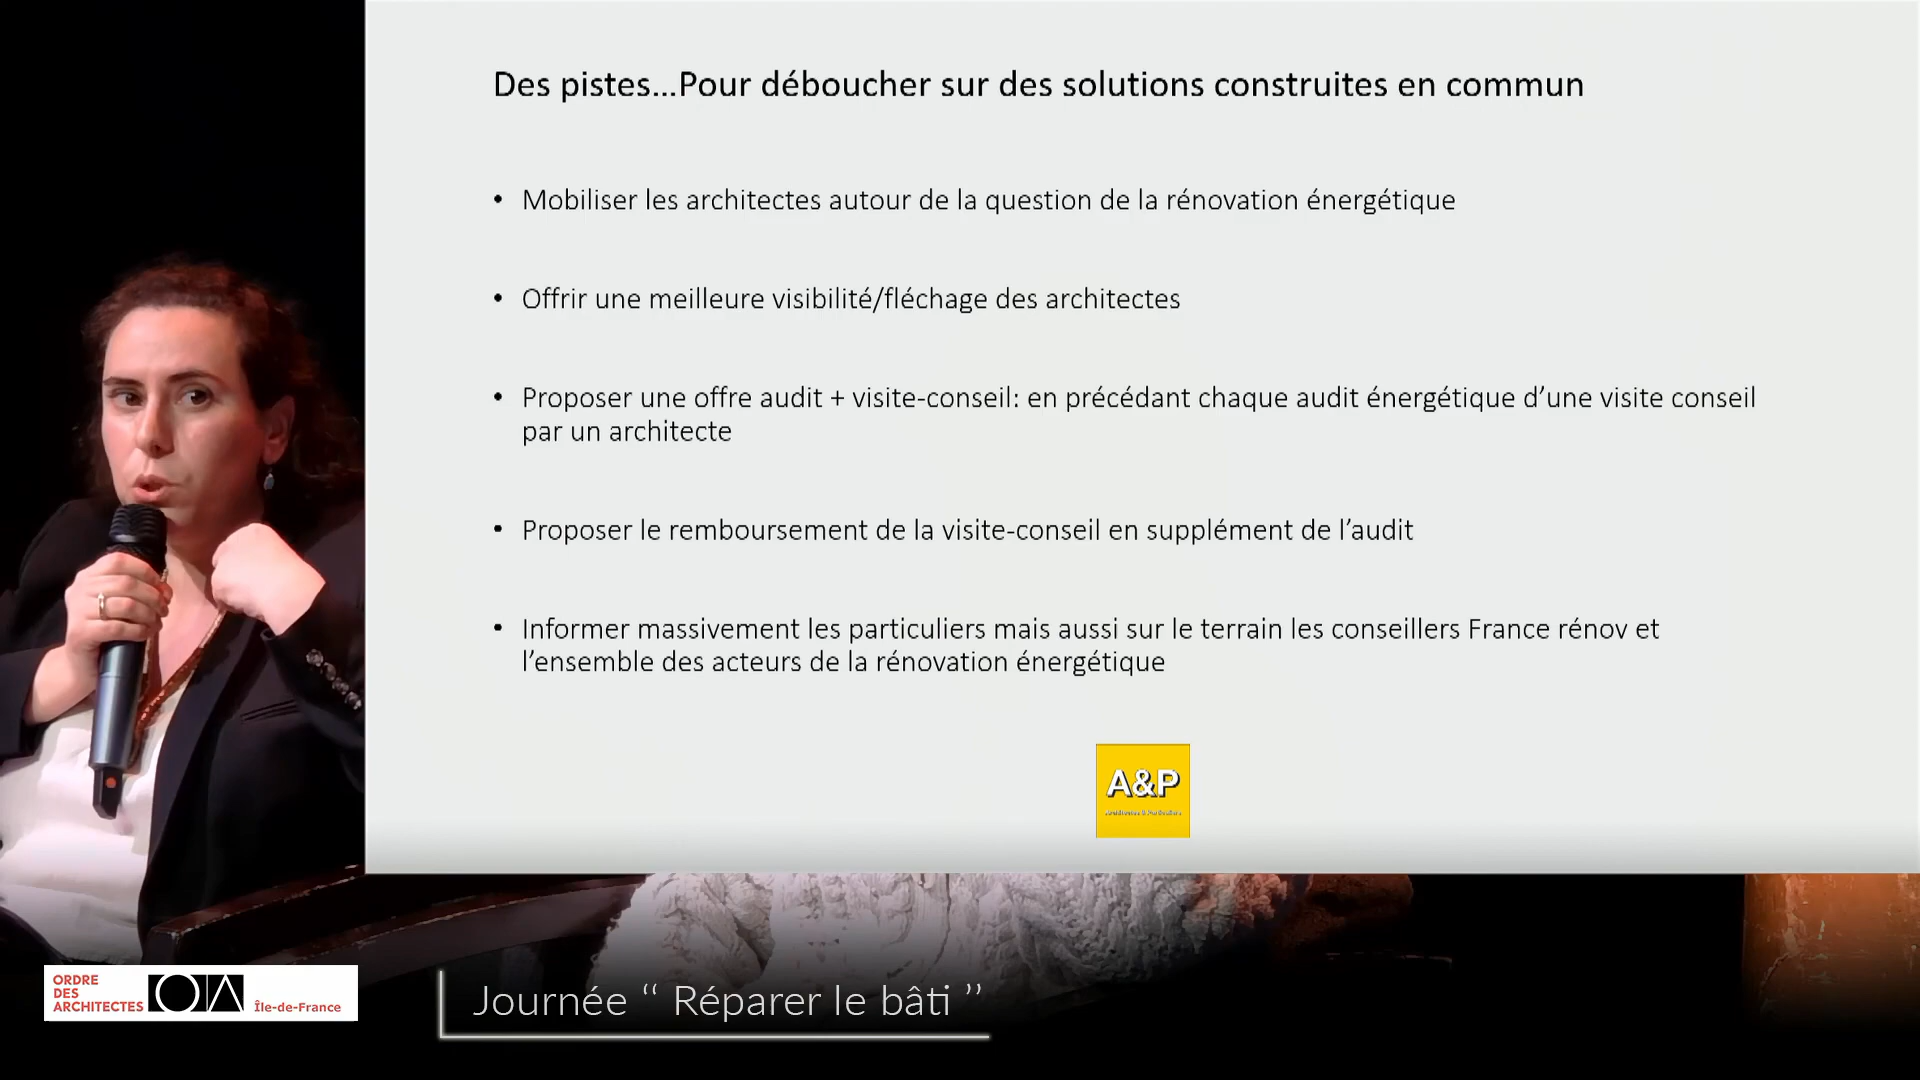 Des pistes...Pour déboucher sur des solutions construites en commun
• Mobiliser les architectes autour de la question de la rénovation énergétique
• Offrir une meilleure visibilité/fléchage des architectes
• Proposer une offre audit + visite-conseil: en précédant chaque audit énergétique d’une visite conseil
par un architecte
• Proposer le remboursement de la visite-conseil en supplément de l’audit
• Informer massivement les particuliers mais aussi sur le terrain les conseillers France rénov et
l’ensemble des acteurs de la rénovation énergétique
A&P
Architectes & Particuliers
ORDRE
DES
ARCHITECTES
Île-de-France
Journée “ Réparer le bâti ”